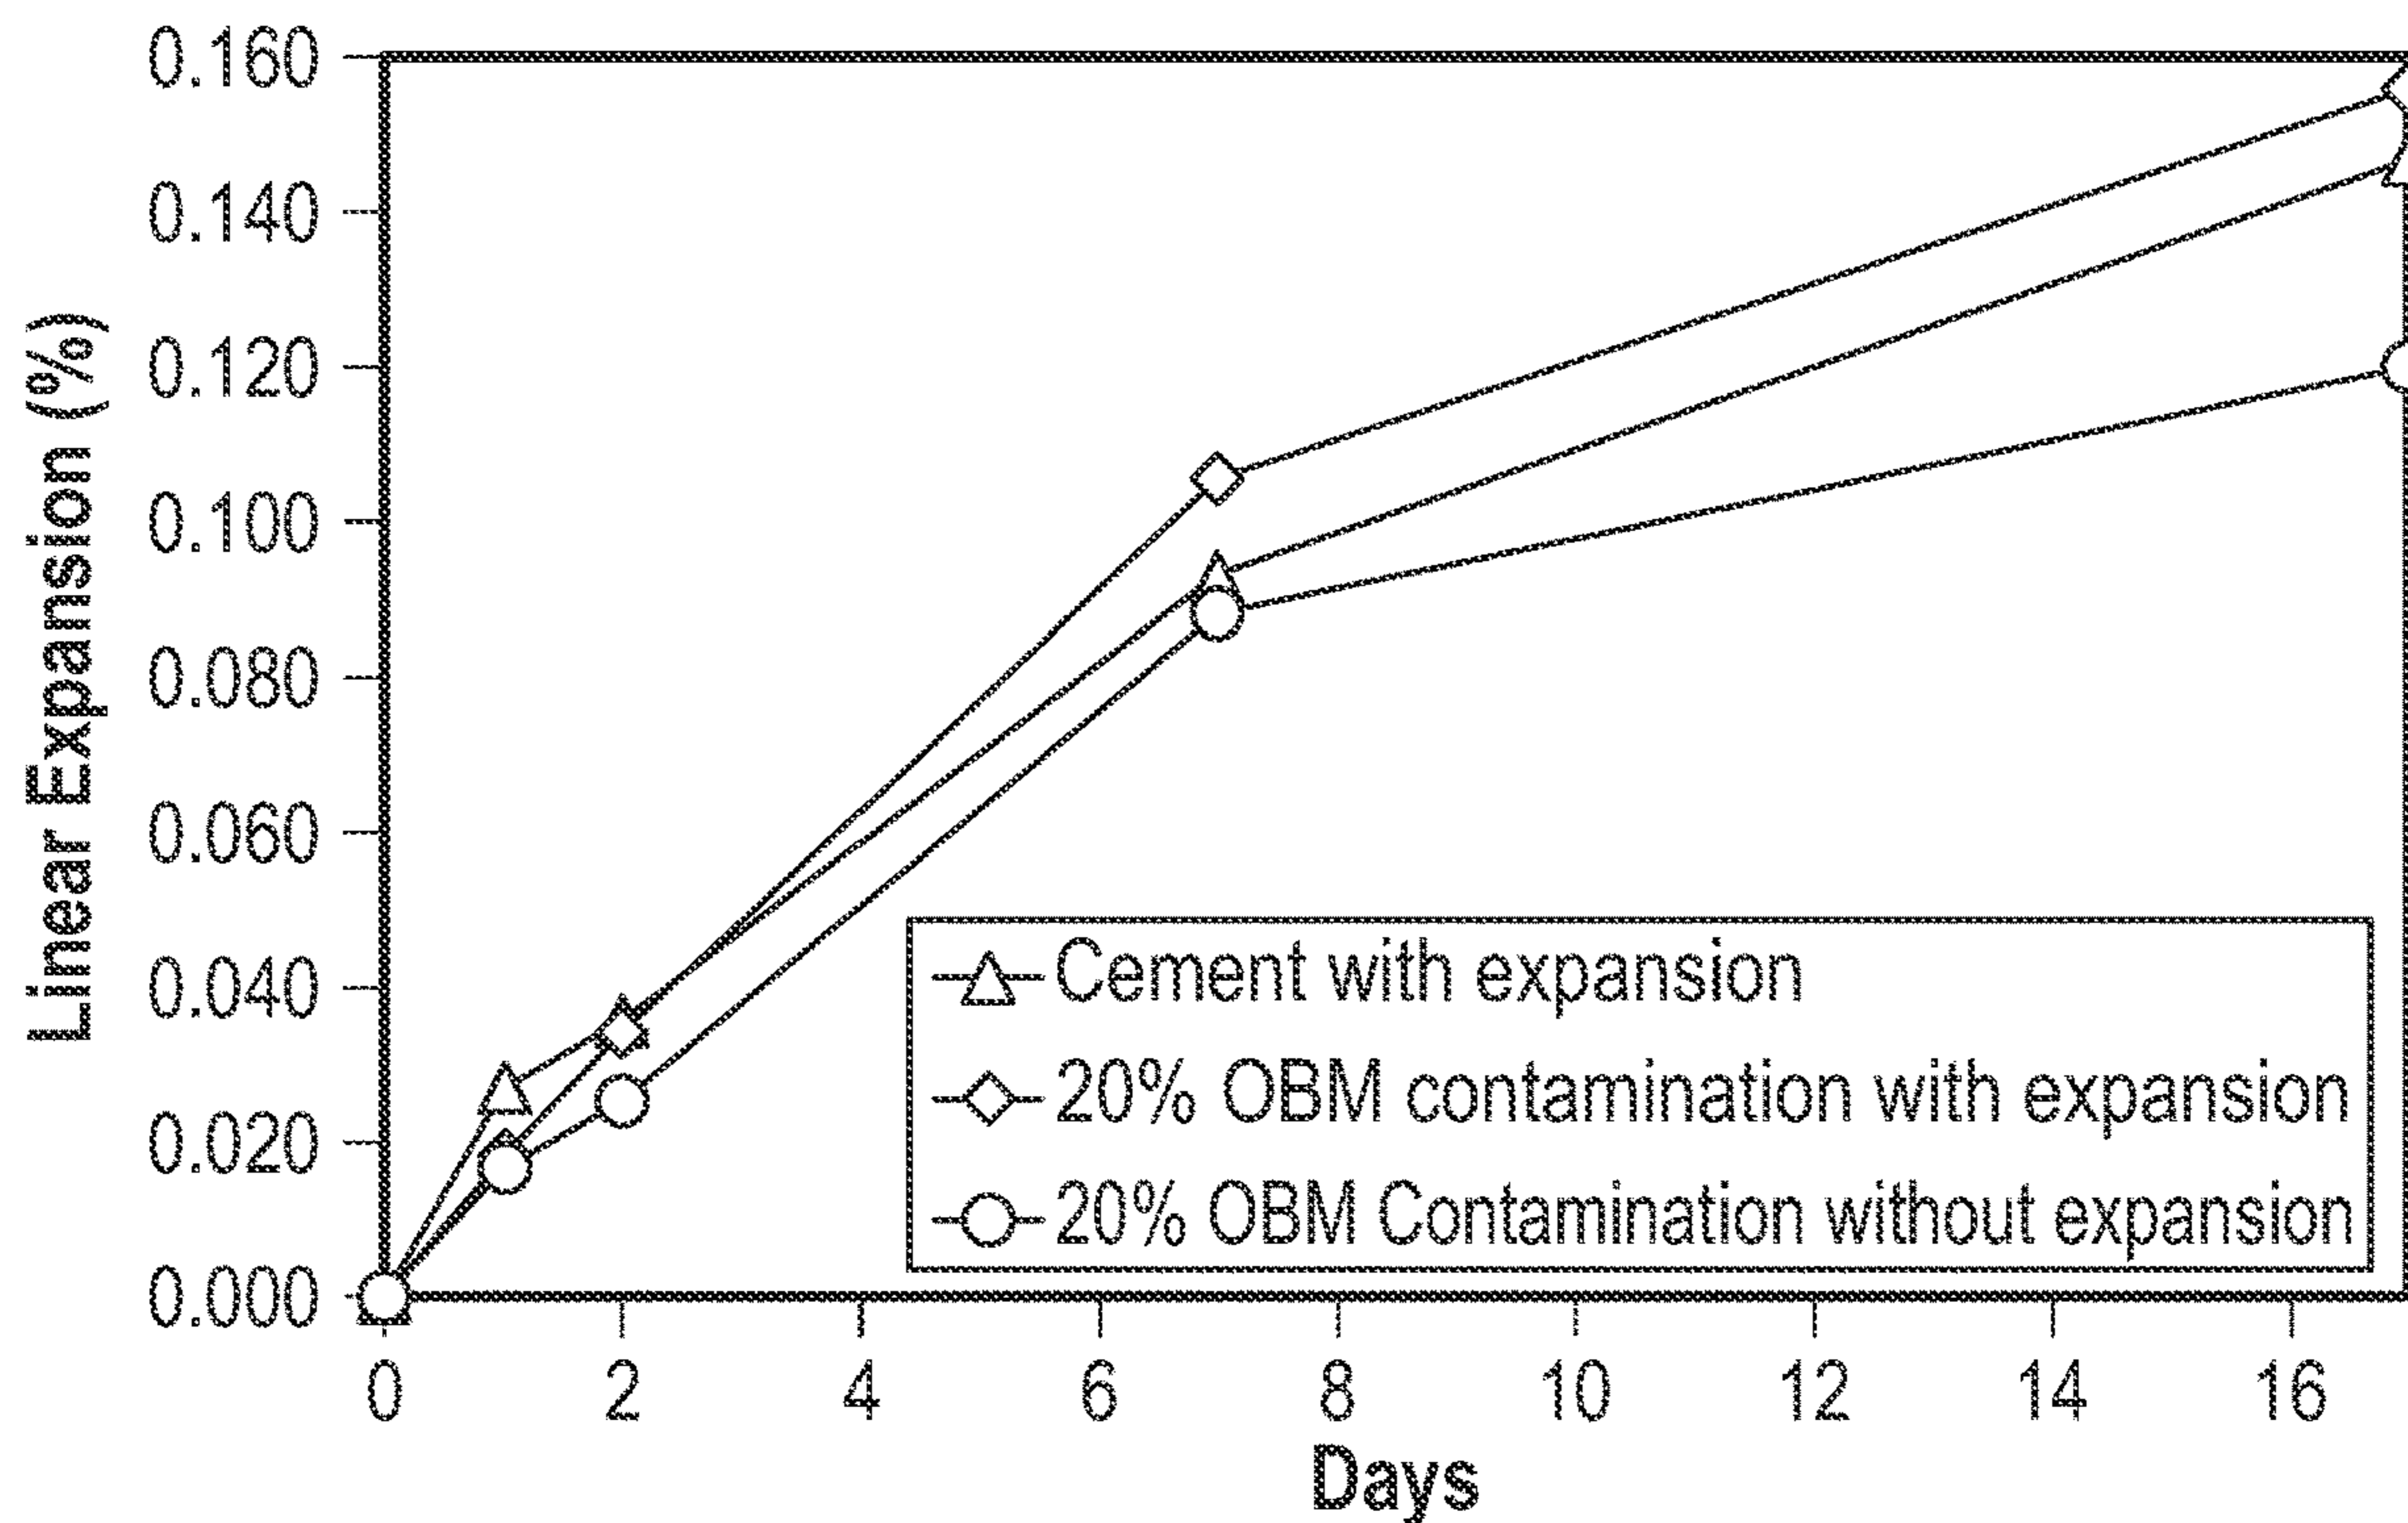 0.160
0.140
0.120
0.100
0.080
0.060
0.040
0.020
0.000
Linear Expansion (%)
Cement with expansion
20% OBM contamination with expansion
20% OBM Contamination without expansion
0 2 4 6 8 10 12 14 16
Days